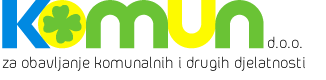 KOMUN d.o.o.
za obavljanje komunalnih i drugih djelatnosti